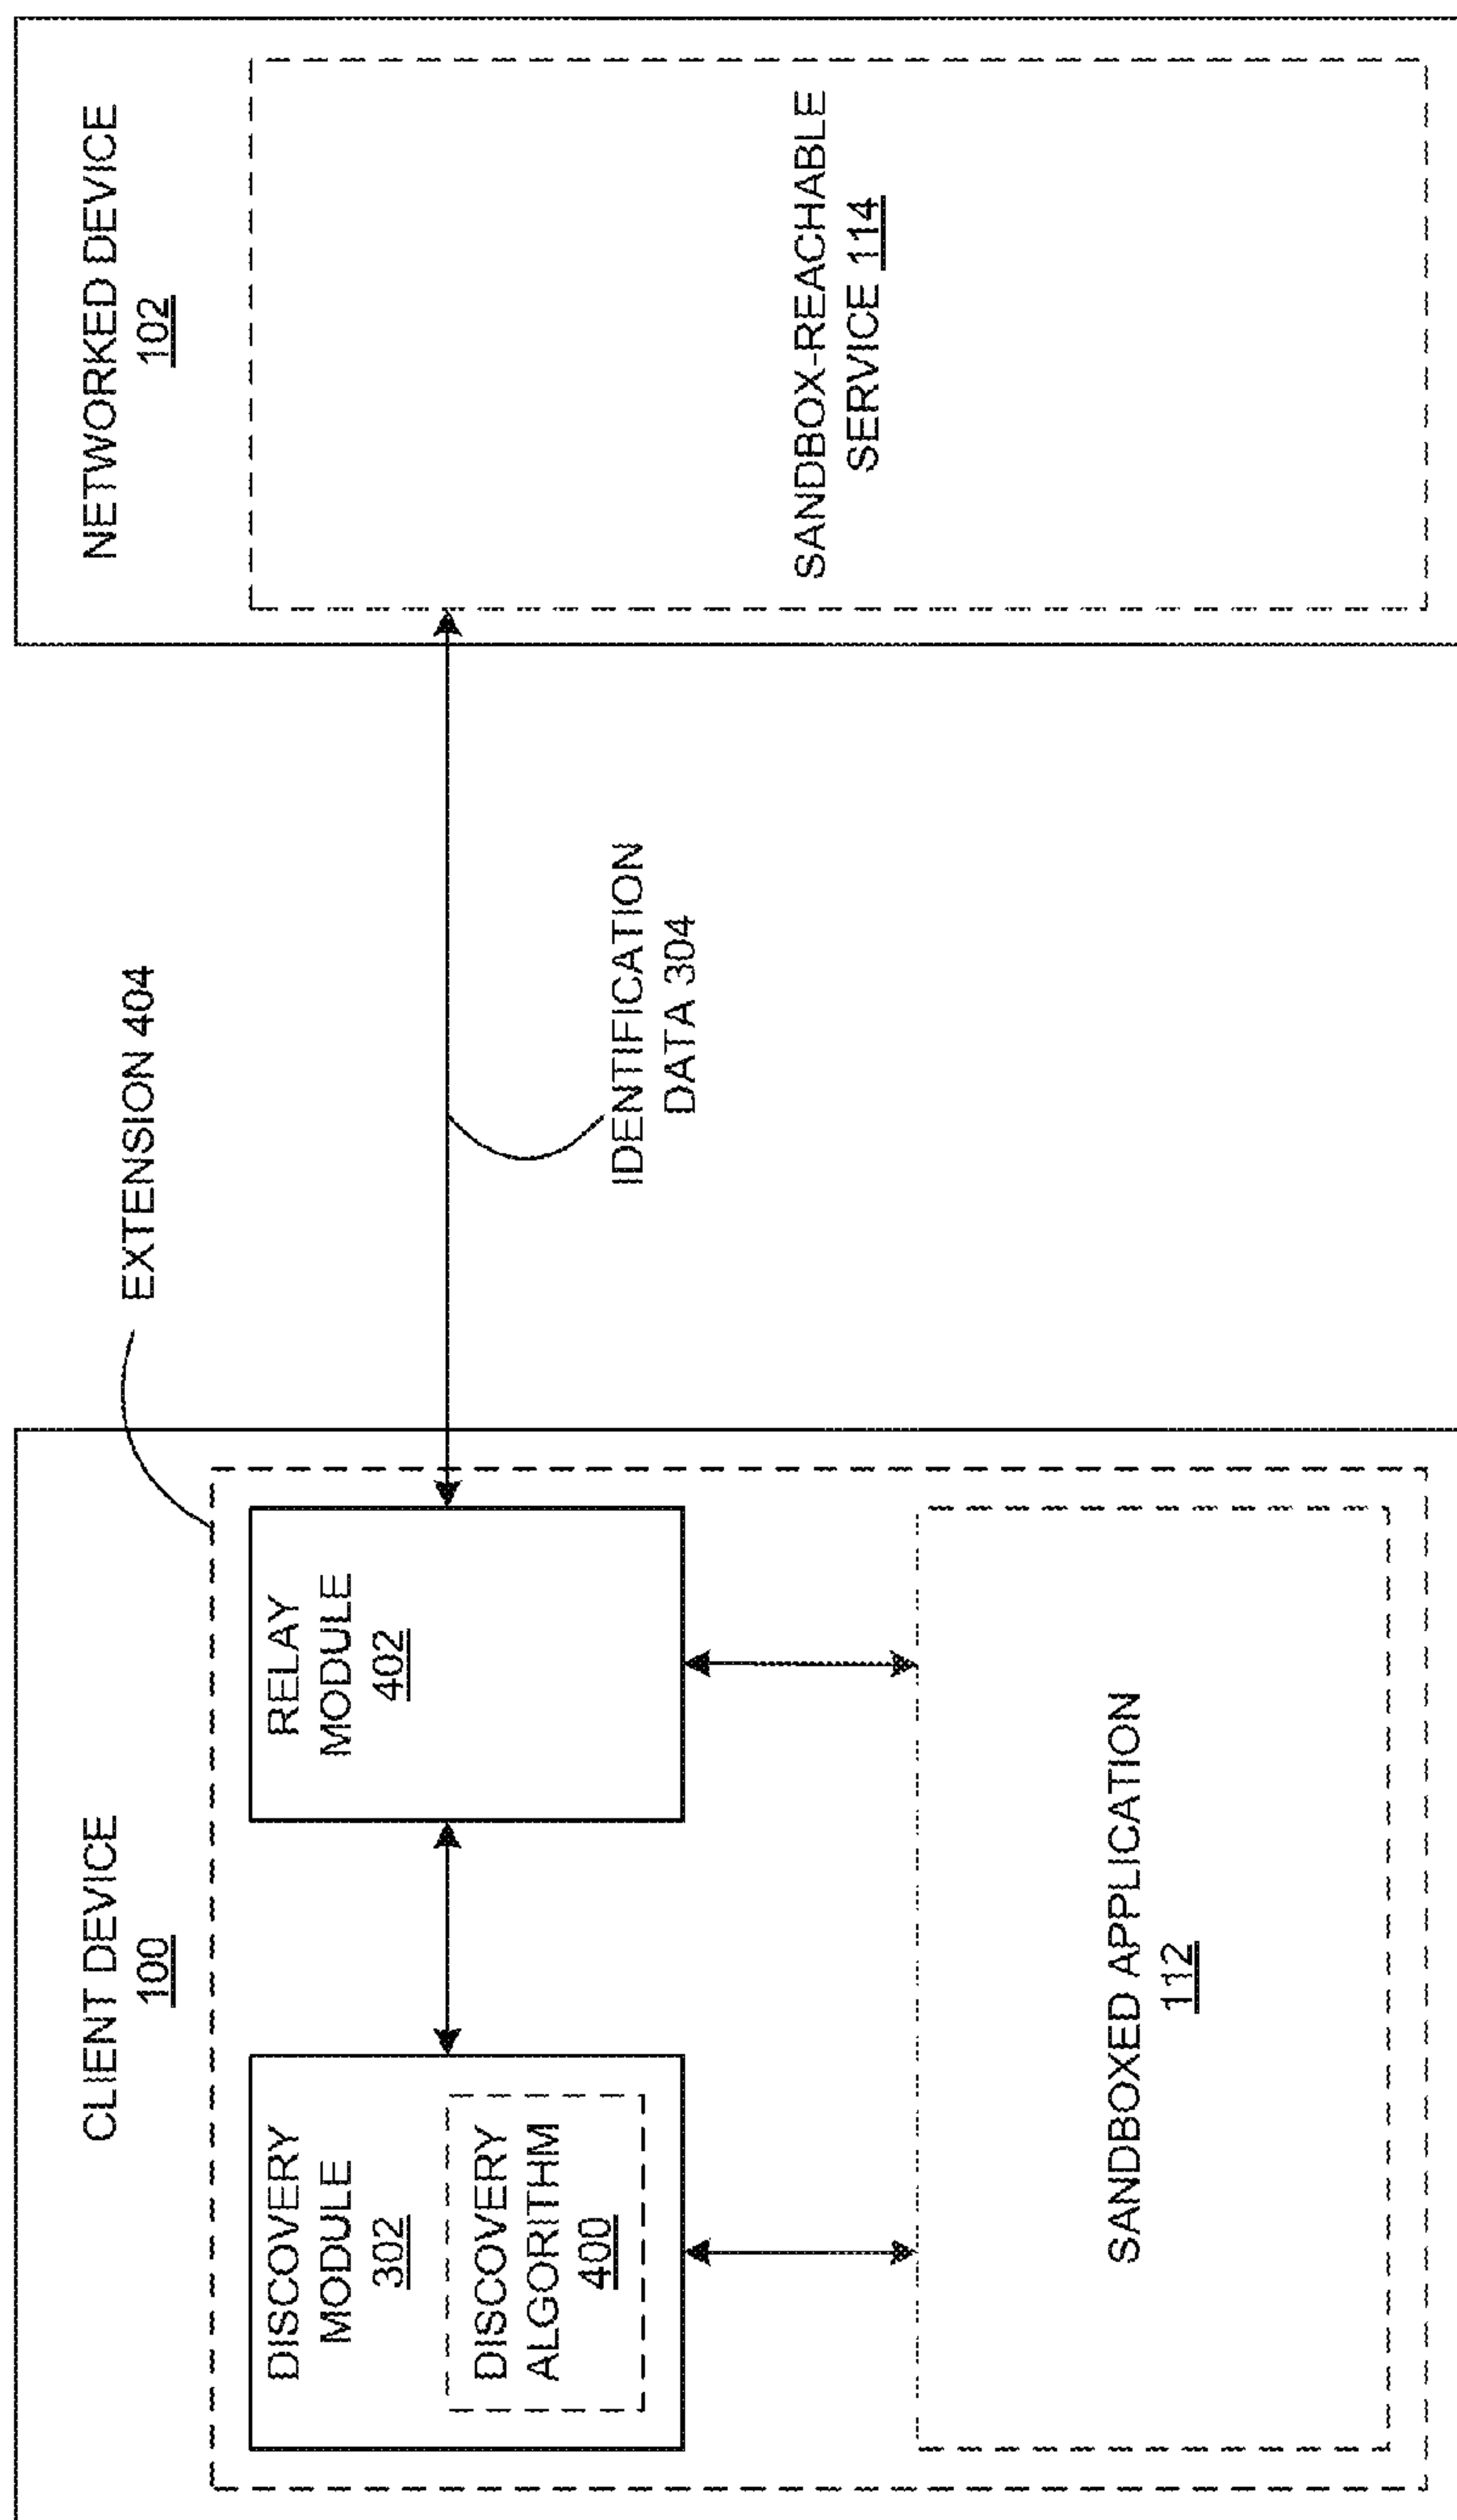 CLIENT DEVICE
100
EXTENSION 404
NETWORKED DEVICE
102
DISCOVERY
MODULE
302
DISCOVERY
ALGORITHM
400
RELAY
MODULE
402
IDENTIFICATION
DATA 304
SANDBOX-REACHABLE
SERVICE 114
SANDBOXED APPLICATION
112